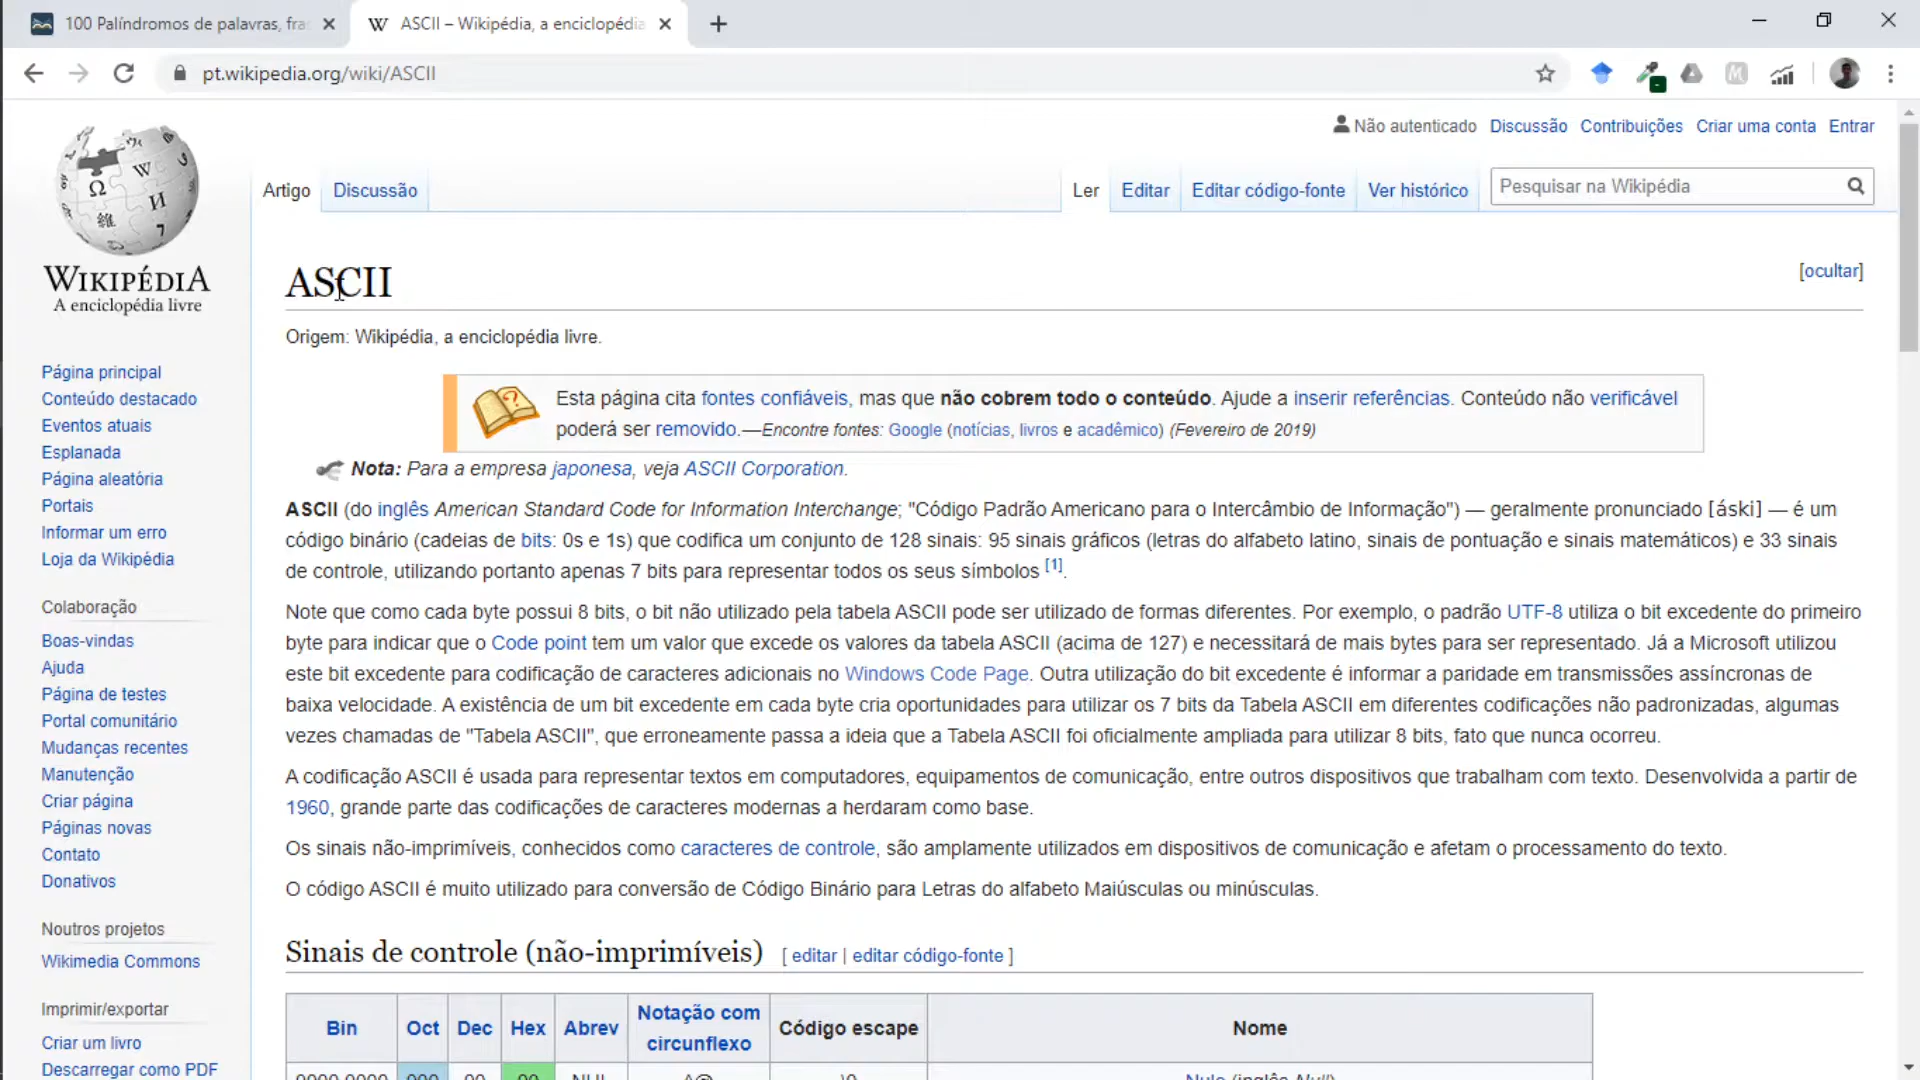 100 Palíndromos de palavras, fra
ASCII – Wikipédia, a enciclopédia
pt.wikipedia.org/wiki/ASCII
Não autenticado Discussão Contribuições Criar uma conta Entrar
Artigo Discussão Ler Editar Editar código-fonte Ver histórico Pesquisar na Wikipédia
WIKIPÉDIA
A enciclopédia livre
ASCII
[ocultar]
Origem: Wikipédia, a enciclopédia livre.
Esta página cita fontes confiáveis, mas que não cobrem todo o conteúdo. Ajude a inserir referências. Conteúdo não verificável
poderá ser removido.—Encontre fontes: Google (notícias, livros e acadêmico) (Fevereiro de 2019)
Nota: Para a empresa japonesa, veja ASCII Corporation.
ASCII (do inglês American Standard Code for Information Interchange; "Código Padrão Americano para o Intercâmbio de Informação") — geralmente pronunciado [áski] — é um
código binário (cadeias de bits: 0s e 1s) que codifica um conjunto de 128 sinais: 95 sinais gráficos (letras do alfabeto latino, sinais de pontuação e sinais matemáticos) e 33 sinais
de controle, utilizando portanto apenas 7 bits para representar todos os seus símbolos [1].
Note que como cada byte possui 8 bits, o bit não utilizado pela tabela ASCII pode ser utilizado de formas diferentes. Por exemplo, o padrão UTF-8 utiliza o bit excedente do primeiro
byte para indicar que o Code point tem um valor que excede os valores da tabela ASCII (acima de 127) e necessitará de mais bytes para ser representado. Já a Microsoft utilizou
este bit excedente para codificação de caracteres adicionais no Windows Code Page. Outra utilização do bit excedente é informar a paridade em transmissões assíncronas de
baixa velocidade. A existência de um bit excedente em cada byte cria oportunidades para utilizar os 7 bits da Tabela ASCII em diferentes codificações não padronizadas, algumas
vezes chamadas de "Tabela ASCII", que erroneamente passa a ideia que a Tabela ASCII foi oficialmente ampliada para utilizar 8 bits, fato que nunca ocorreu.
A codificação ASCII é usada para representar textos em computadores, equipamentos de comunicação, entre outros dispositivos que trabalham com texto. Desenvolvida a partir de
1960, grande parte das codificações de caracteres modernas a herdaram como base.
Os sinais não-imprimíveis, conhecidos como caracteres de controle, são amplamente utilizados em dispositivos de comunicação e afetam o processamento do texto.
O código ASCII é muito utilizado para conversão de Código Binário para Letras do alfabeto Maiúsculas ou minúsculas.
Sinais de controle (não-imprimíveis) [ editar | editar código-fonte ]
Bin Oct Dec Hex Abrev Notação com circunflexo Código escape Nome
Página principal
Conteúdo destacado
Eventos atuais
Esplanada
Página aleatória
Portais
Informar um erro
Loja da Wikipédia
Colaboração
Boas-vindas
Ajuda
Página de testes
Portal comunitário
Mudanças recentes
Manutenção
Criar página
Páginas novas
Contato
Donativos
Noutros projetos
Wikimedia Commons
Imprimir/exportar
Criar um livro
Descarregar como PDF